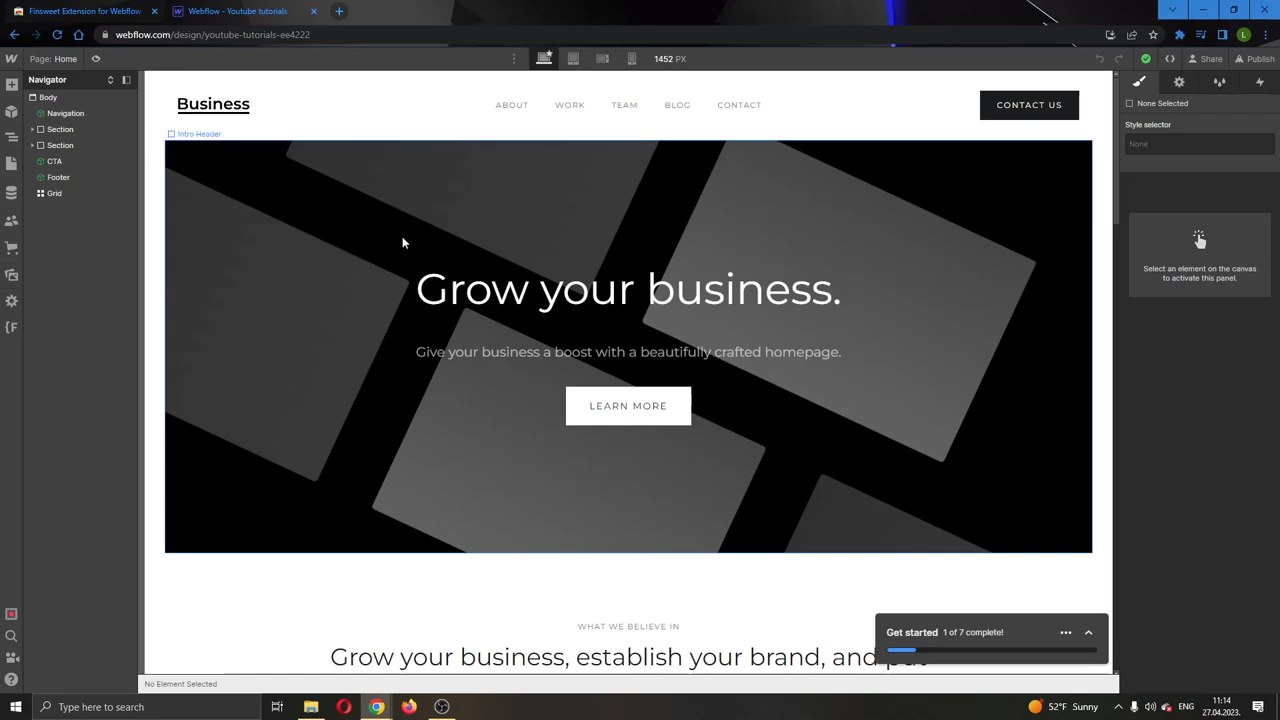 Finsweet Extension for Webflow
Webflow - Youtube tutorials
webflow.com/design/youtube-tutorials-ee4222
L
Page: Home
1452 PX
Share
Publish
Navigator
Body
Navigation
Section
Section
CTA
Footer
Grid
Business
ABOUT
WORK
TEAM
BLOG
CONTACT
CONTACT US
Intro Header
Grow your business.
Give your business a boost with a beautifully crafted homepage.
LEARN MORE
WHAT WE BELIEVE IN
Grow your business, establish your brand, and put
None Selected
Style selector
None
Select an element on the canvas
to activate this panel.
Get started 1 of 7 complete!
No Element Selected
Type here to search
52°F Sunny
11:14
27.04.2023.